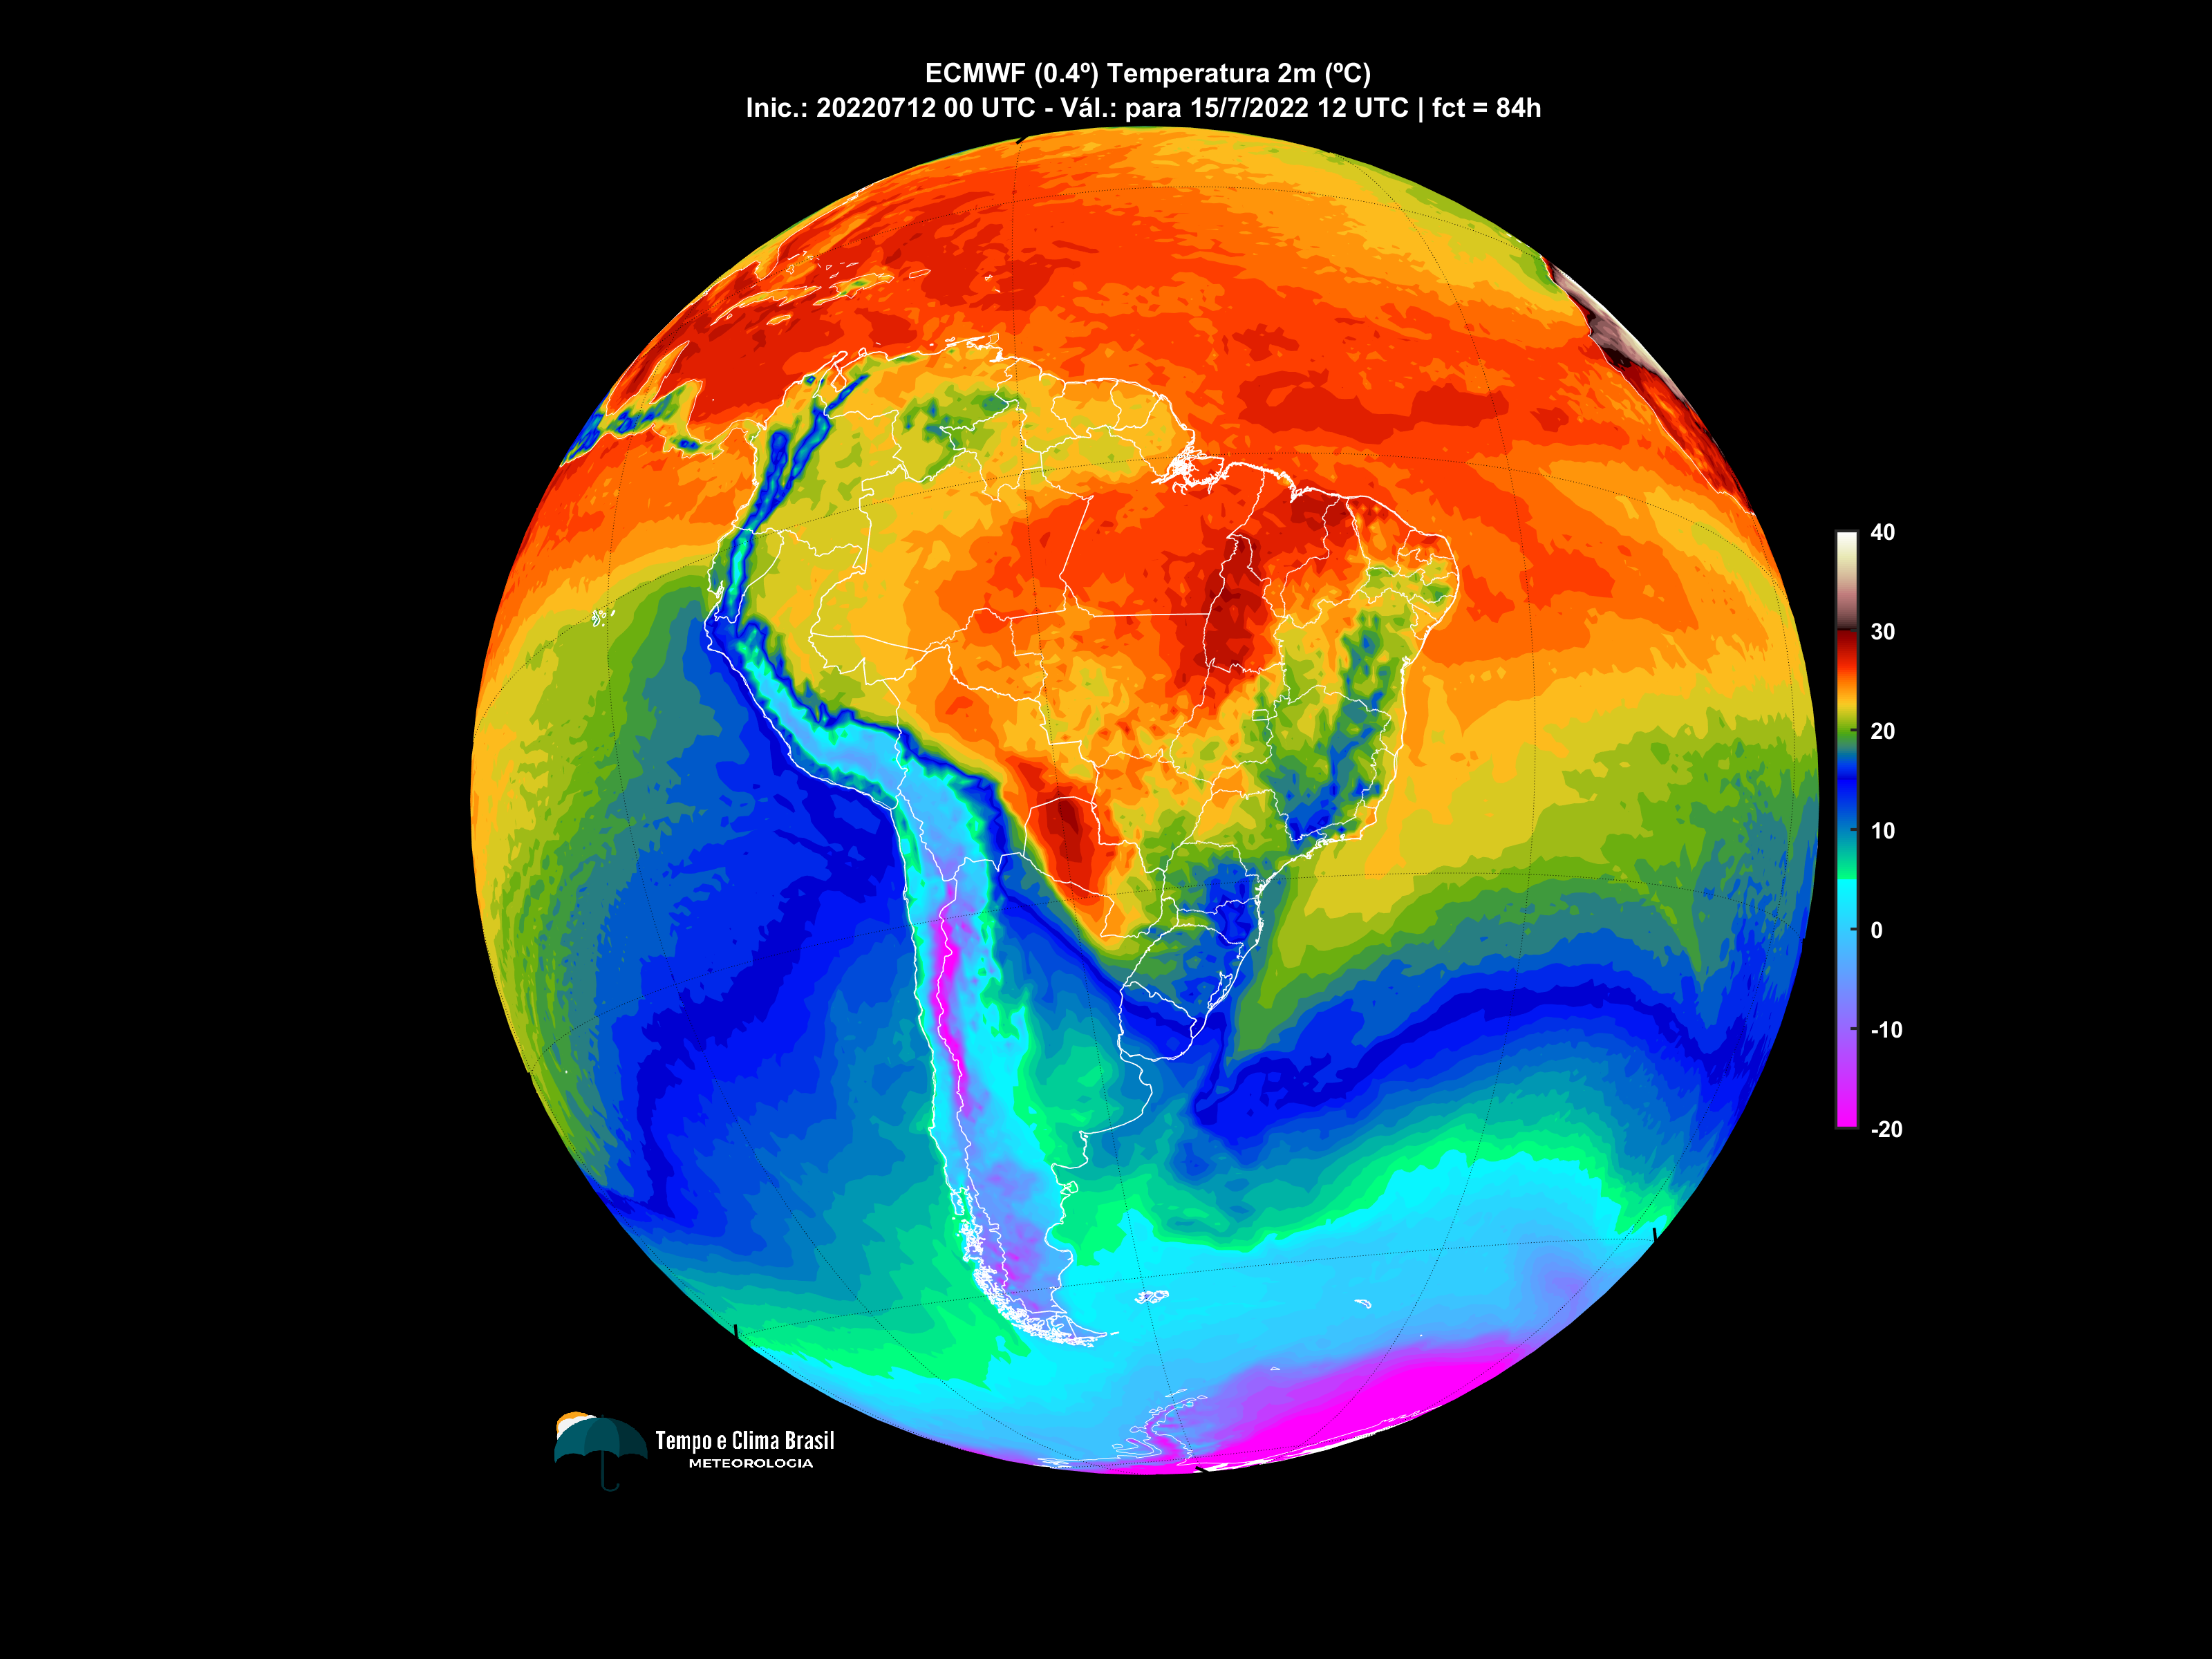 ECMWF (0.4º) Temperatura 2m (ºC)
Inic.: 20220712 00 UTC - Vál.: para 15/7/2022 12 UTC | fct = 84h
40
30
20
10
0
-10
-20
Tempo e Clima Brasil
METEOROLOGIA